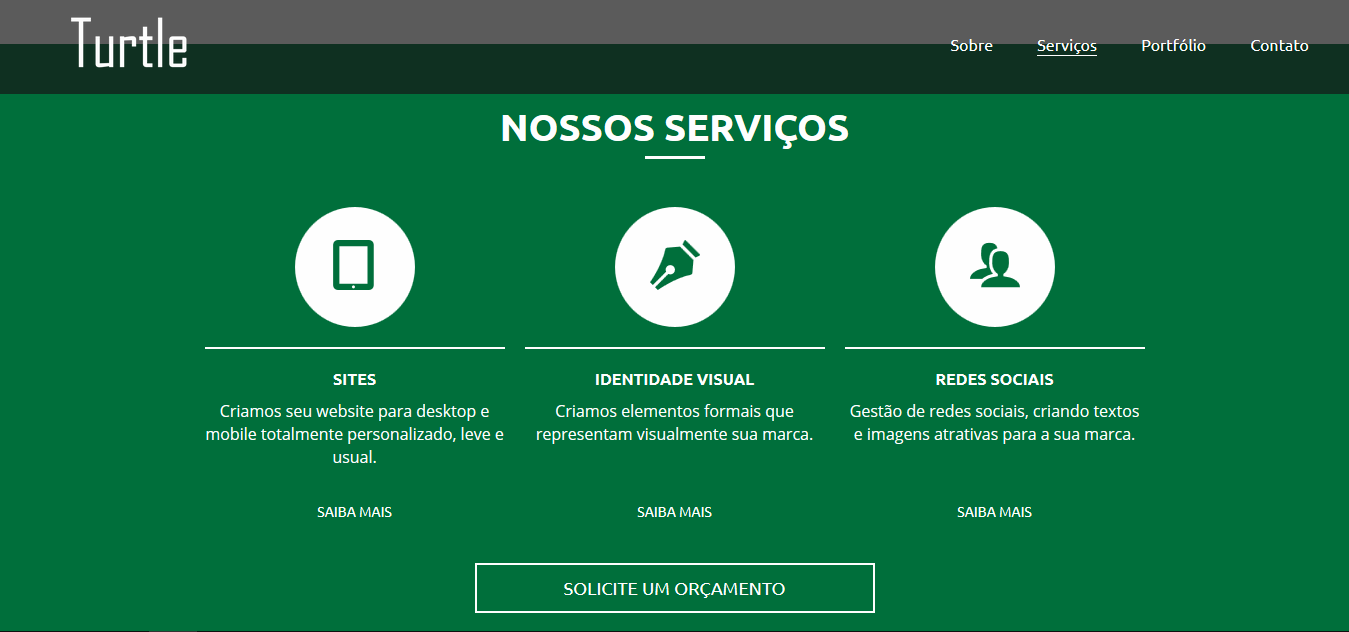 Turtle
Sobre Serviços Portfólio Contato
NOSSOS SERVIÇOS
SITES
Criamos seu website para desktop e
mobile totalmente personalizado, leve e
usual.
SAIBA MAIS
IDENTIDADE VISUAL
Criamos elementos formais que
representam visualmente sua marca.
SAIBA MAIS
REDES SOCIAIS
Gestão de redes sociais, criando textos
e imagens atrativas para a sua marca.
SAIBA MAIS
SOLICITE UM ORÇAMENTO